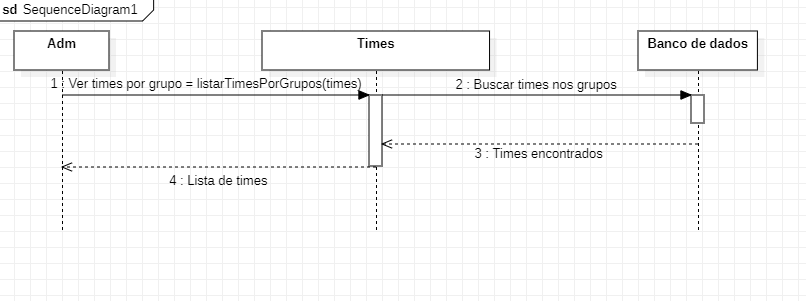 sd SequenceDiagram1
Adm
Times
Banco de dados
1 : Ver times por grupo = listarTimesPorGrupos(times)
2 : Buscar times nos grupos
3 : Times encontrados
4 : Lista de times